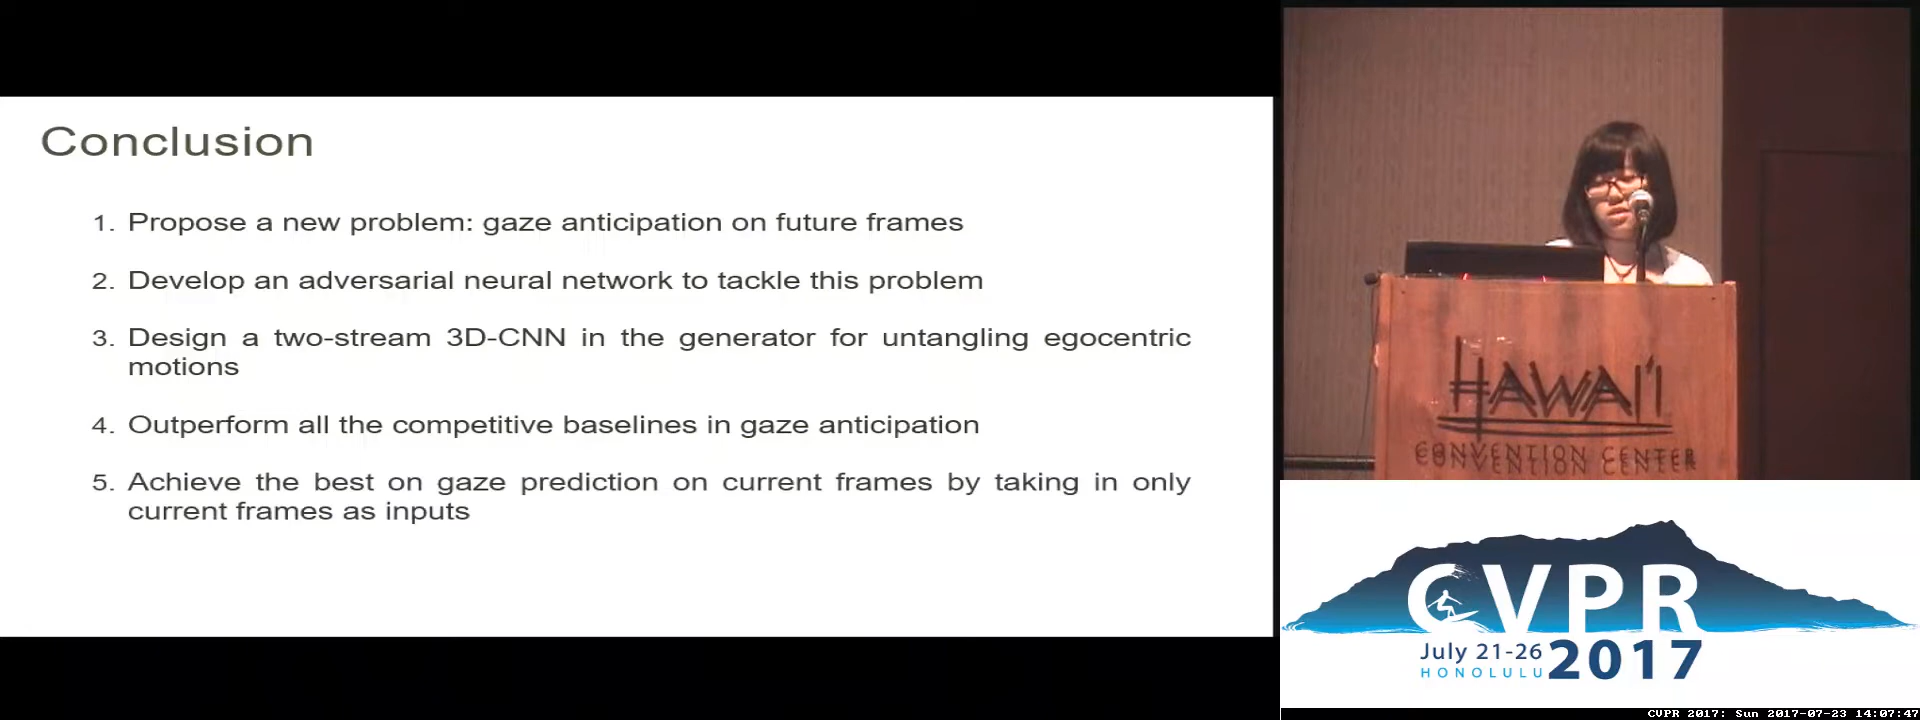 Conclusion
1. Propose a new problem: gaze anticipation on future frames
2. Develop an adversarial neural network to tackle this problem
3. Design a two-stream 3D-CNN in the generator for untangling egocentric
motions
4. Outperform all the competitive baselines in gaze anticipation
5. Achieve the best on gaze prediction on current frames by taking in only
current frames as inputs
HAWAI'I
CONVENTION CENTER
CVPR
July 21-26
HONOLULU
2017
CVPR 2017: Sun 2017-07-23 14:07:47